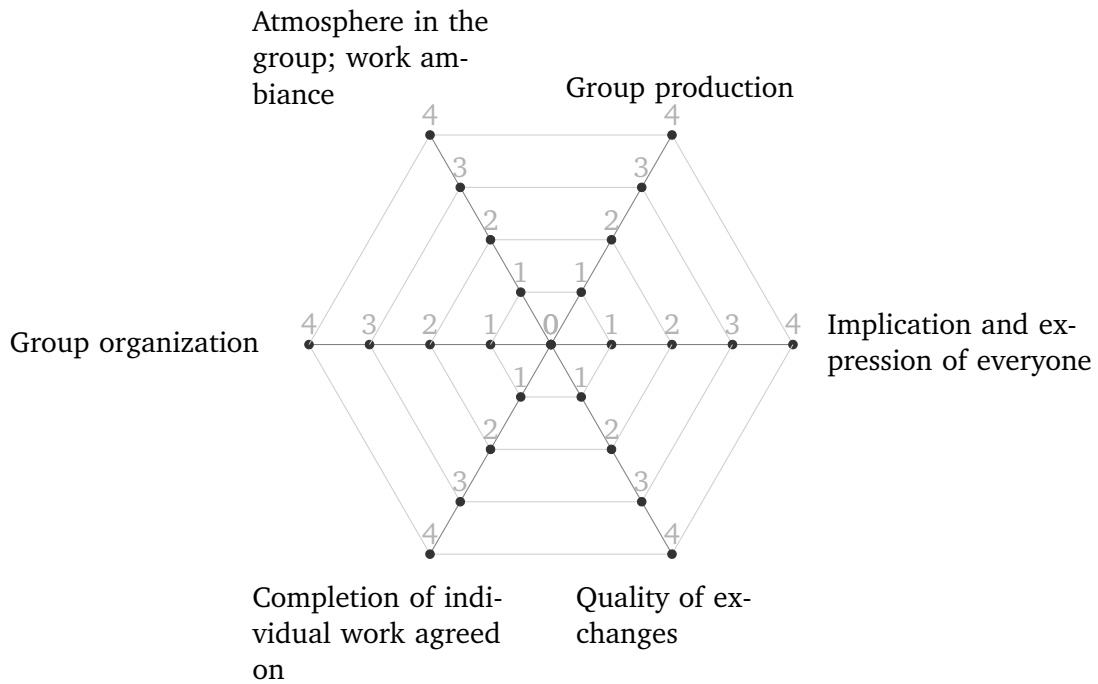 Atmosphere in the
group; work am-
biance
Group production
4 4
3 3
2 2
1 1
4 3 2 1 0 1 2 3 4
Group organization
Implication and ex-
pression of everyone
1 1
2 2
3 3
4 4
Completion of indi-
vidual work agreed
on
Quality of ex-
changes